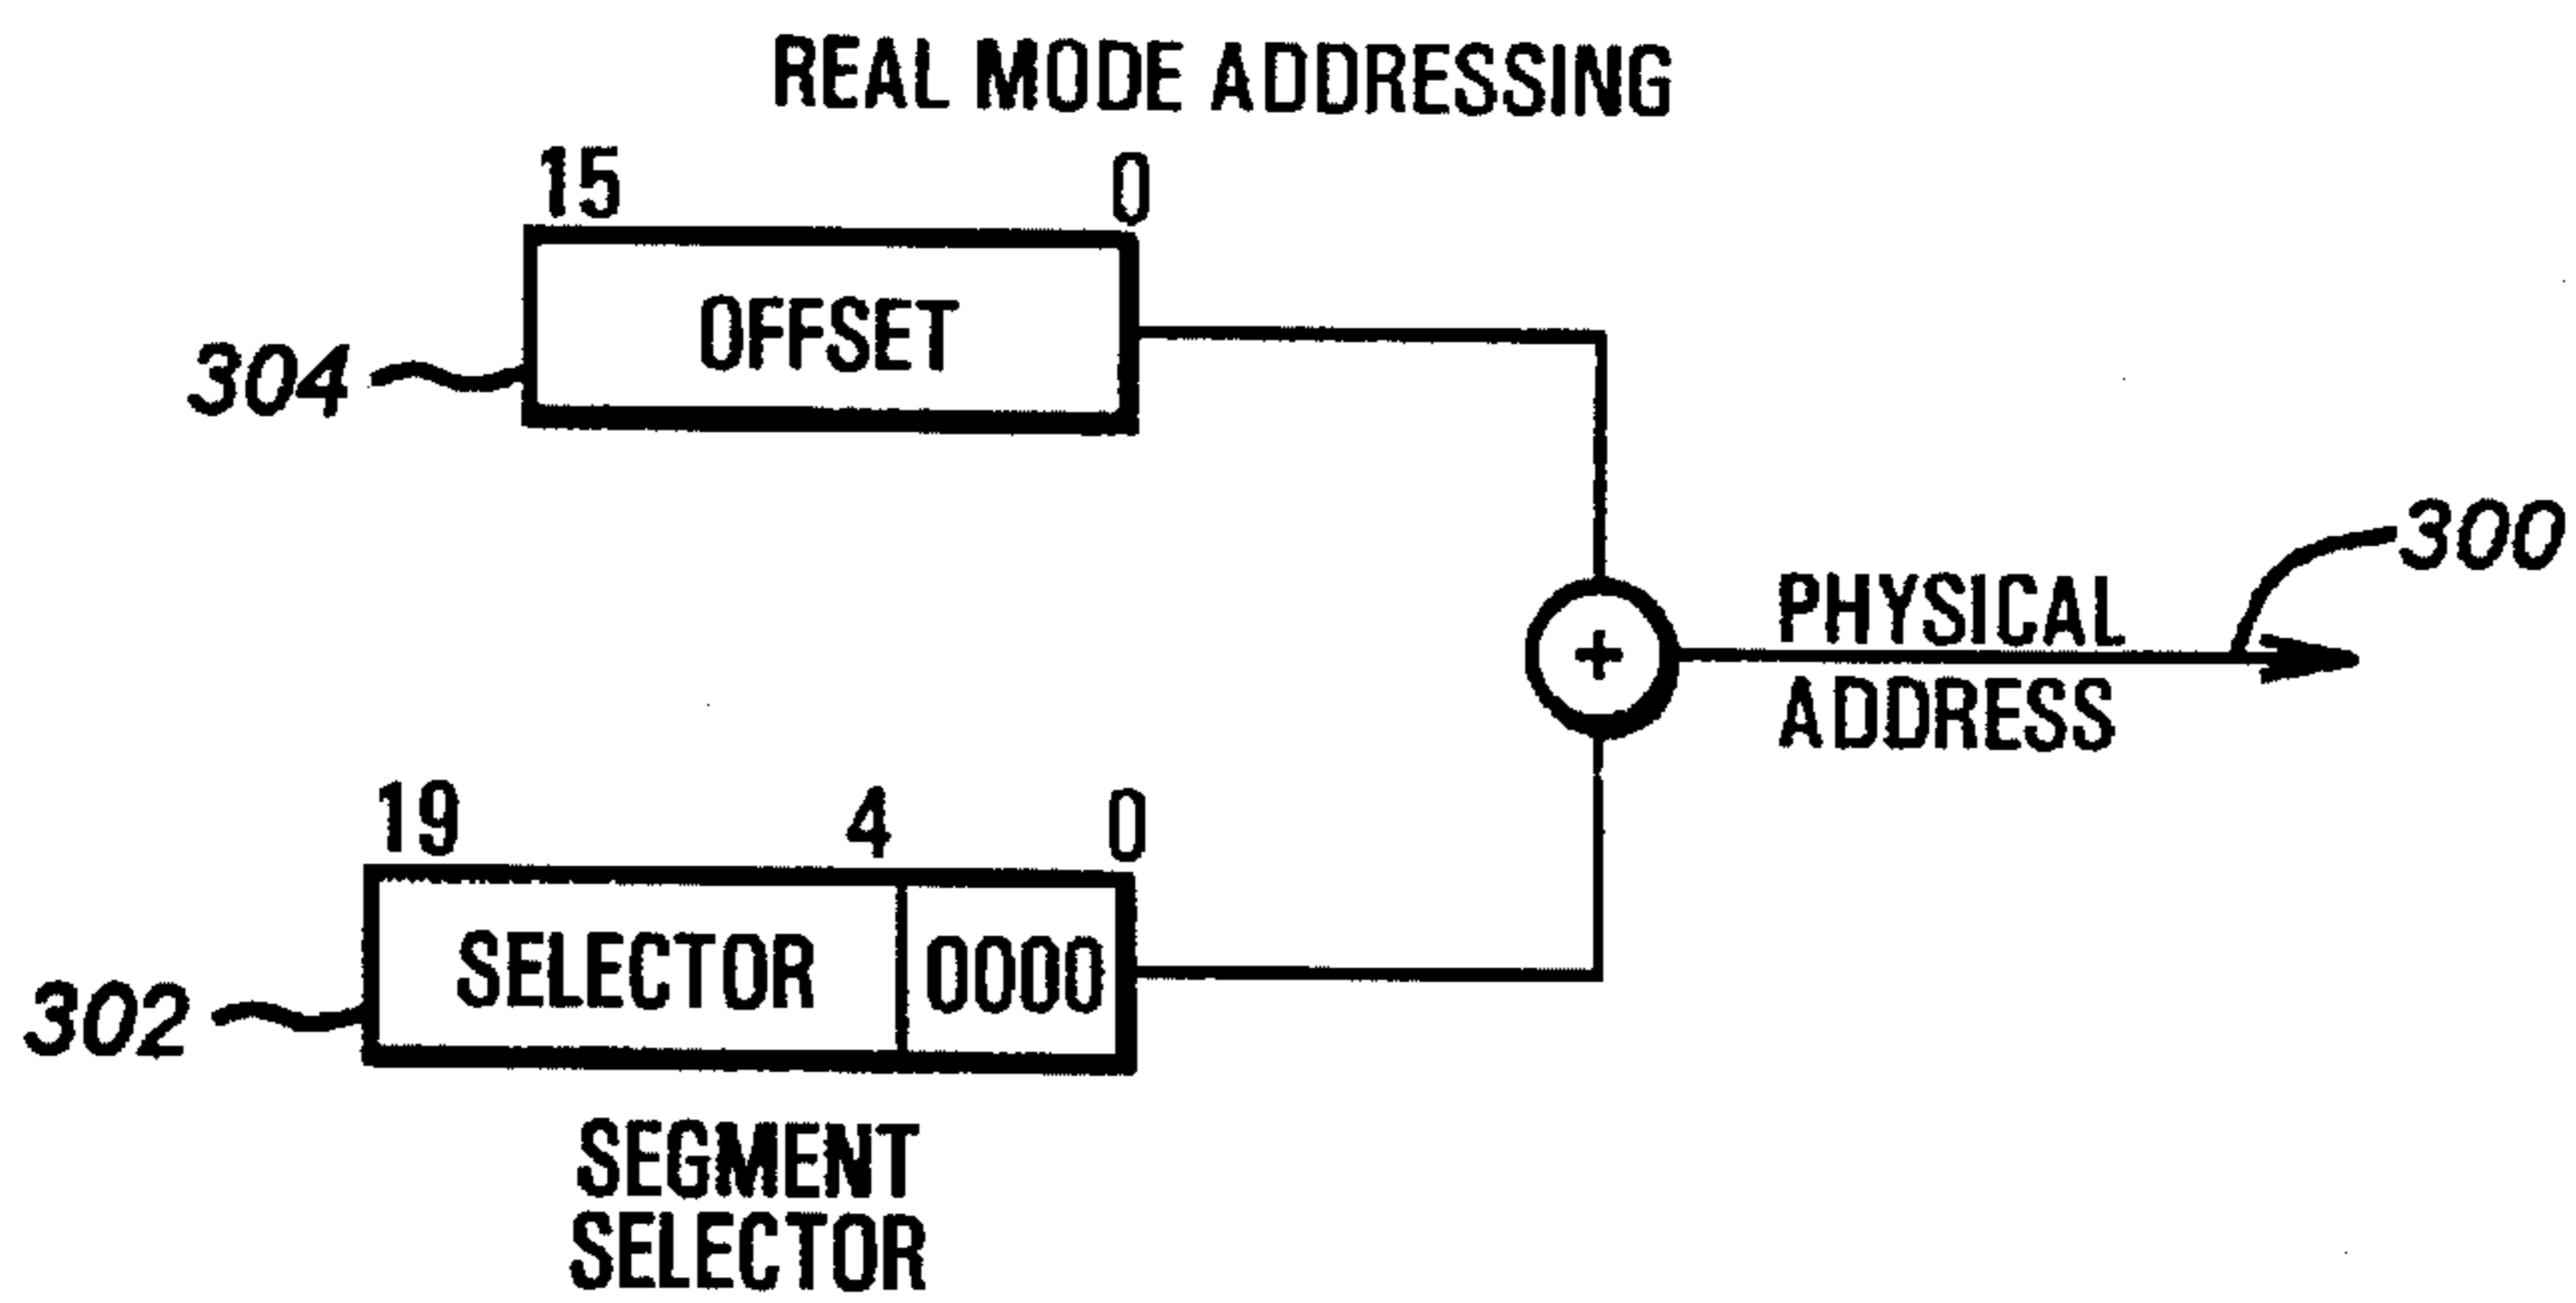 REAL MODE ADDRESSING
15 0
OFFSET
304
300
PHYSICAL
ADDRESS
19 4 0
SELECTOR 0000
302
SEGMENT
SELECTOR